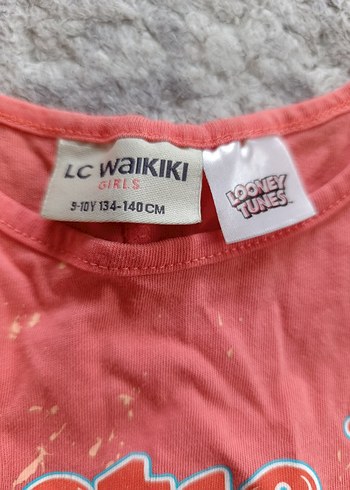 LC WAIKIKI
GIRLS
9-10Y 134-140 CM
LOONEY
TUNES